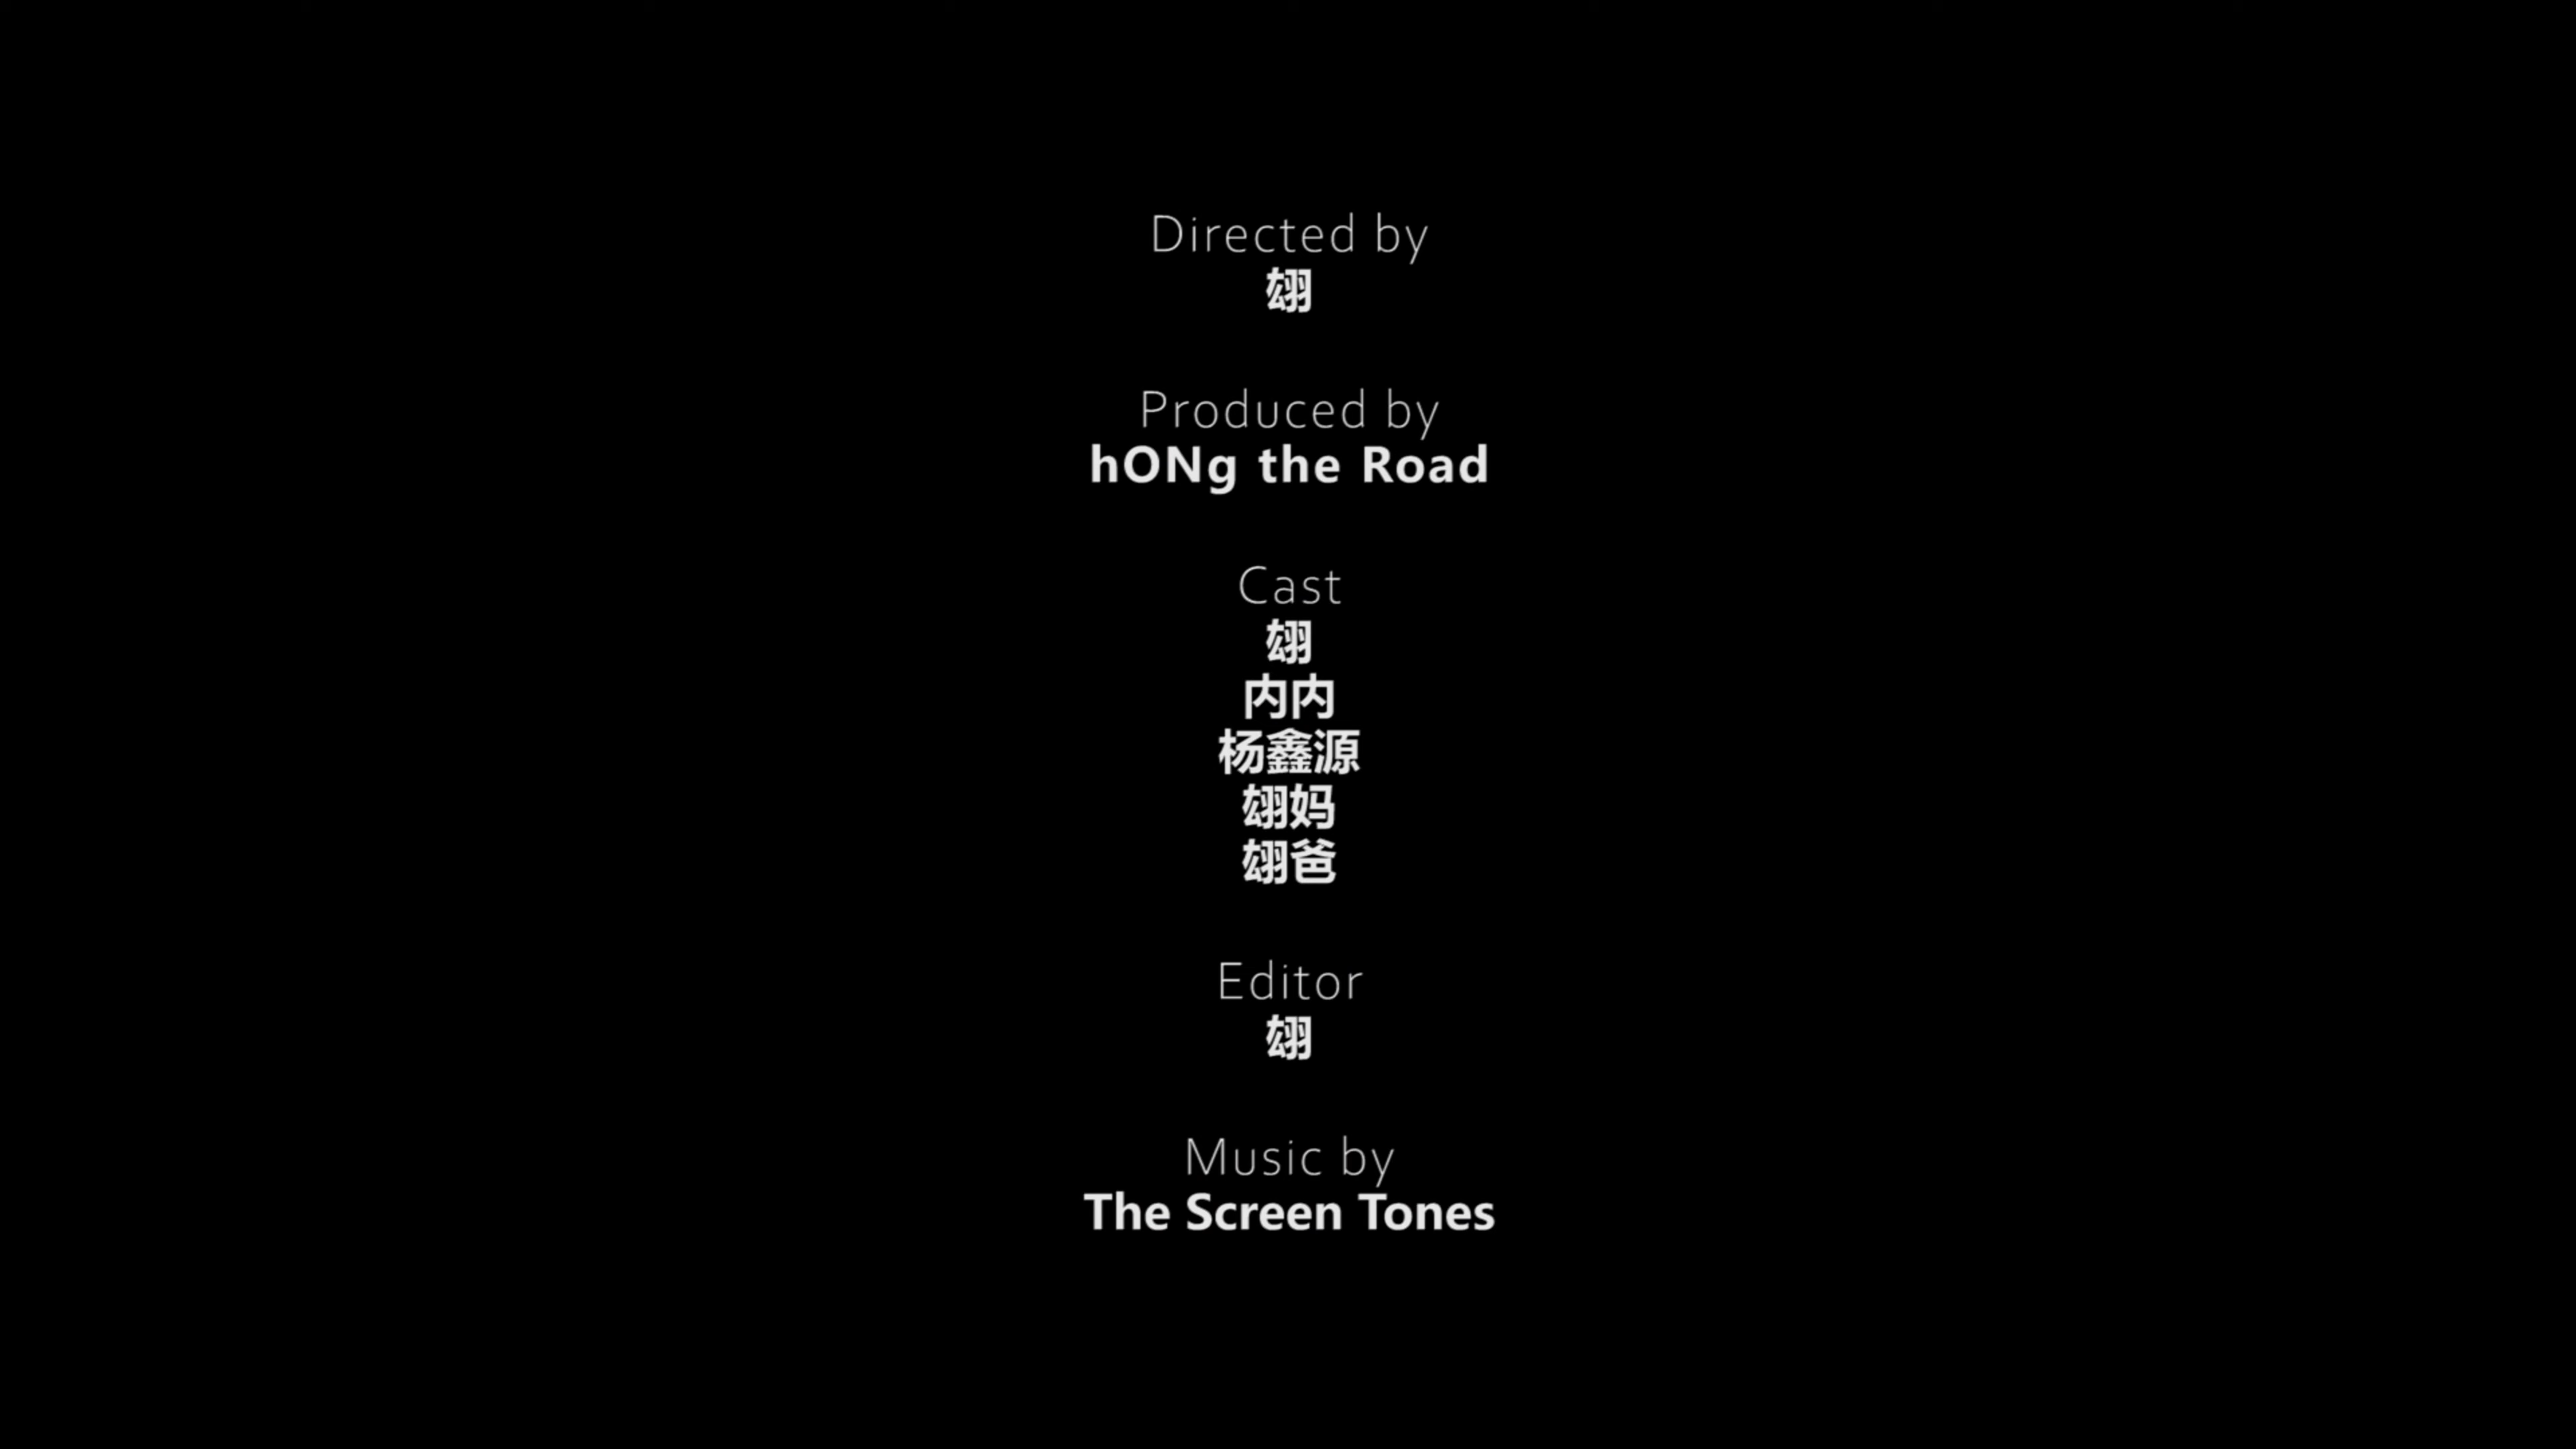 Directed by
翃
Produced by
hONg the Road
Cast
翃
内内
杨鑫源
翃妈
翃爸
Editor
翃
Music by
The Screen Tones